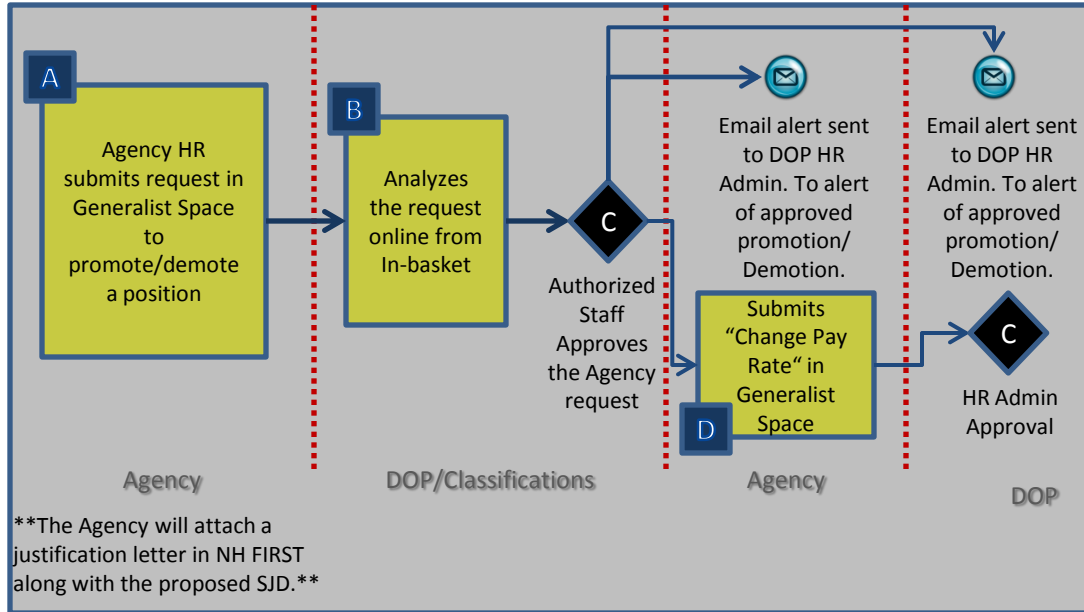 A
Agency HR
submits request in
Generalist Space
to
promote/demote
a position
B
Analyzes
the request
online from
In-basket
C
Authorized
Staff
Approves
the Agency
request
Email alert sent
to DOP HR
Admin. To alert
of approved
promotion/
Demotion.
Submits
“Change Pay
Rate“ in
Generalist
Space
D
Email alert sent
to DOP HR
Admin. To alert
of approved
promotion/
Demotion.
C
HR Admin
Approval
Agency
DOP/Classifications
Agency
DOP
**The Agency will attach a
justification letter in NH FIRST
along with the proposed SJD.**